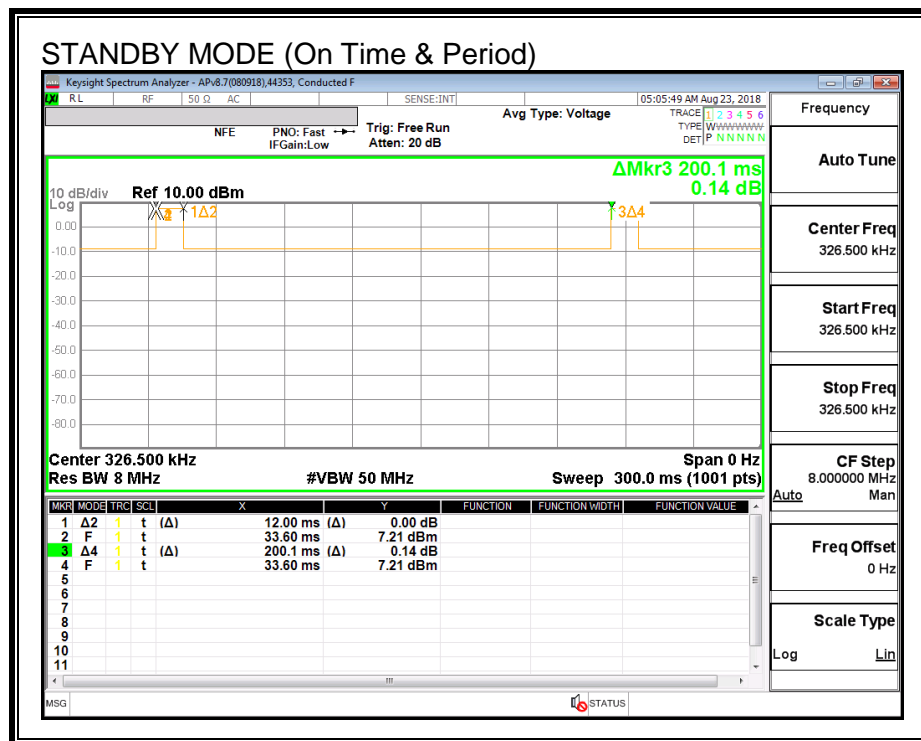 STANDBY MODE (On Time & Period)
Keysight Spectrum Analyzer - APv8.7(080918),44353, Conducted F
LXI RL RF 50 Ω AC SENSE:INT 05:05:49 AM Aug 23, 2018
Avg Type: Voltage TRACE 1 2 3 4 5 6
NFE PNO: Fast Trig: Free Run TYPE WWWWWW
IFGain:Low Atten: 20 dB DET P N N N N N
ΔMkr3 200.1 ms
0.14 dB
10 dB/div Ref 10.00 dBm
Log
1Δ2 3Δ4
0.00
-10.0
-20.0
-30.0
-40.0
-50.0
-60.0
-70.0
-80.0
Center 326.500 kHz Span 0 Hz
Res BW 8 MHz #VBW 50 MHz Sweep 300.0 ms (1001 pts)
MKR MODE TRC SCL X Y FUNCTION FUNCTION WIDTH FUNCTION VALUE
1 Δ2 1 t (Δ) 12.00 ms (Δ) 0.00 dB
2 F 1 t 33.60 ms 7.21 dBm
3 Δ4 1 t (Δ) 200.1 ms (Δ) 0.14 dB
4 F 1 t 33.60 ms 7.21 dBm
5
6
7
8
9
10
11
MSG STATUS
Frequency
Auto Tune
Center Freq
326.500 kHz
Start Freq
326.500 kHz
Stop Freq
326.500 kHz
CF Step
8.000000 MHz
Auto Man
Freq Offset
0 Hz
Scale Type
Log Lin